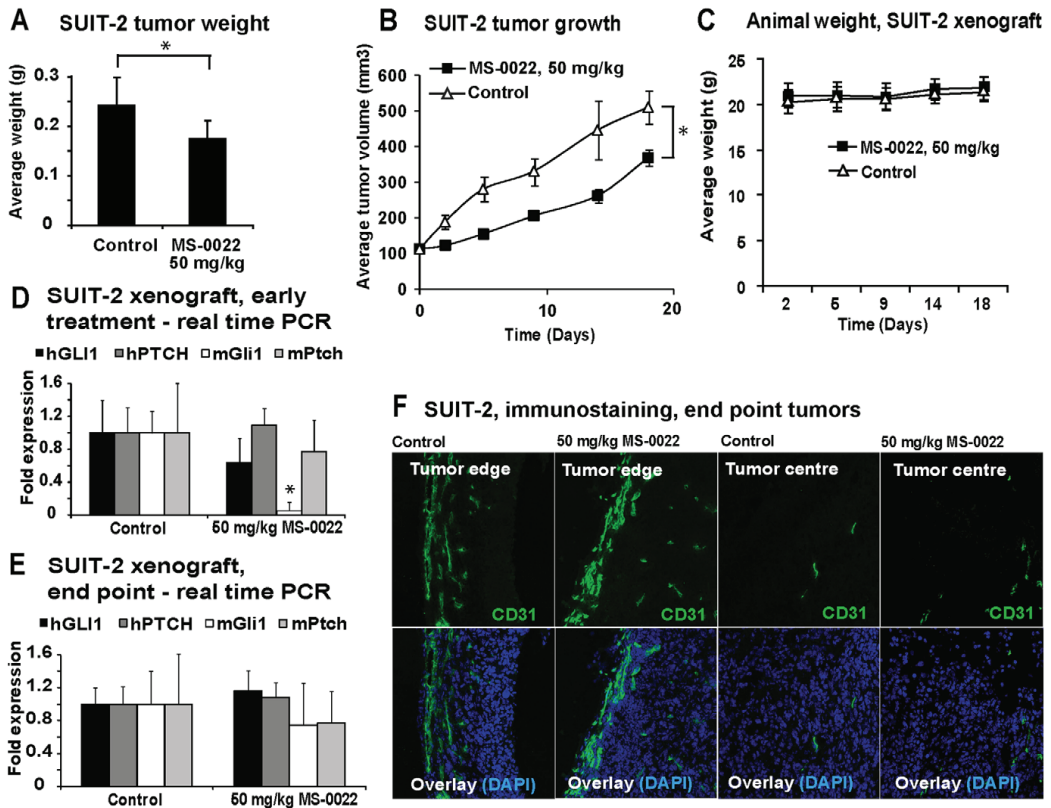 A SUIT-2 tumor weight
*
Average weight (g)
0.3
0.2
0.1
0
Control
MS-0022
50 mg/kg
B SUIT-2 tumor growth
MS-0022, 50 mg/kg
Control
*
Average tumor volume (mm3)
600
500
400
300
200
100
0
0 10 20
Time (Days)
C Animal weight, SUIT-2 xenograft
Average weight (g)
25
20
15
10
5
0
MS-0022, 50 mg/kg
Control
2 5 9 14 18
Time (Days)
D SUIT-2 xenograft, early
treatment - real time PCR
hGLI1 hPTCH mGli1 mPtch
Fold expression
1.6
1.2
0.8
0.4
0
*
Control 50 mg/kg MS-0022
E SUIT-2 xenograft,
end point - real time PCR
hGLI1 hPTCH mGli1 mPtch
Fold expression
1.6
1.2
0.8
0.4
0
Control 50 mg/kg MS-0022
F SUIT-2, immunostaining, end point tumors
Control 50 mg/kg MS-0022 Control 50 mg/kg MS-0022
Tumor edge Tumor edge Tumor centre Tumor centre
CD31 CD31 CD31 CD31
Overlay (DAPI) Overlay (DAPI) Overlay (DAPI) Overlay (DAPI)